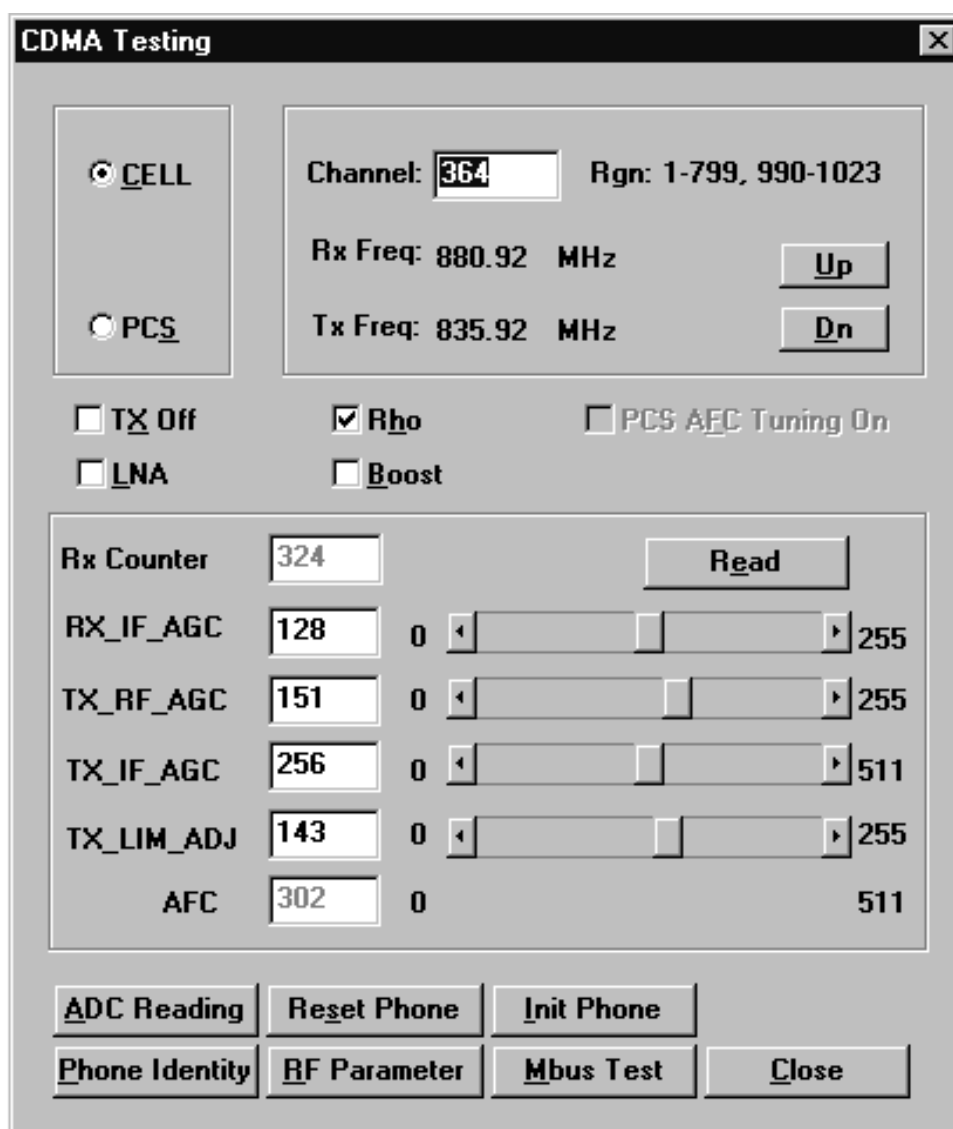 CDMA Testing
CELL
PCS
Channel: 364 Rgn: 1-799, 990-1023
Rx Freq: 880.92 MHz Up
Tx Freq: 835.92 MHz Dn
TX Off Rho PCS AFC Tuning On
LNA Boost
Rx Counter 324 Read
RX_IF_AGC 128 0 255
TX_RF_AGC 151 0 255
TX_IF_AGC 256 0 511
TX_LIM_ADJ 143 0 255
AFC 302 0 511
ADC Reading Reset Phone Init Phone
Phone Identity RF Parameter Mbus Test Close